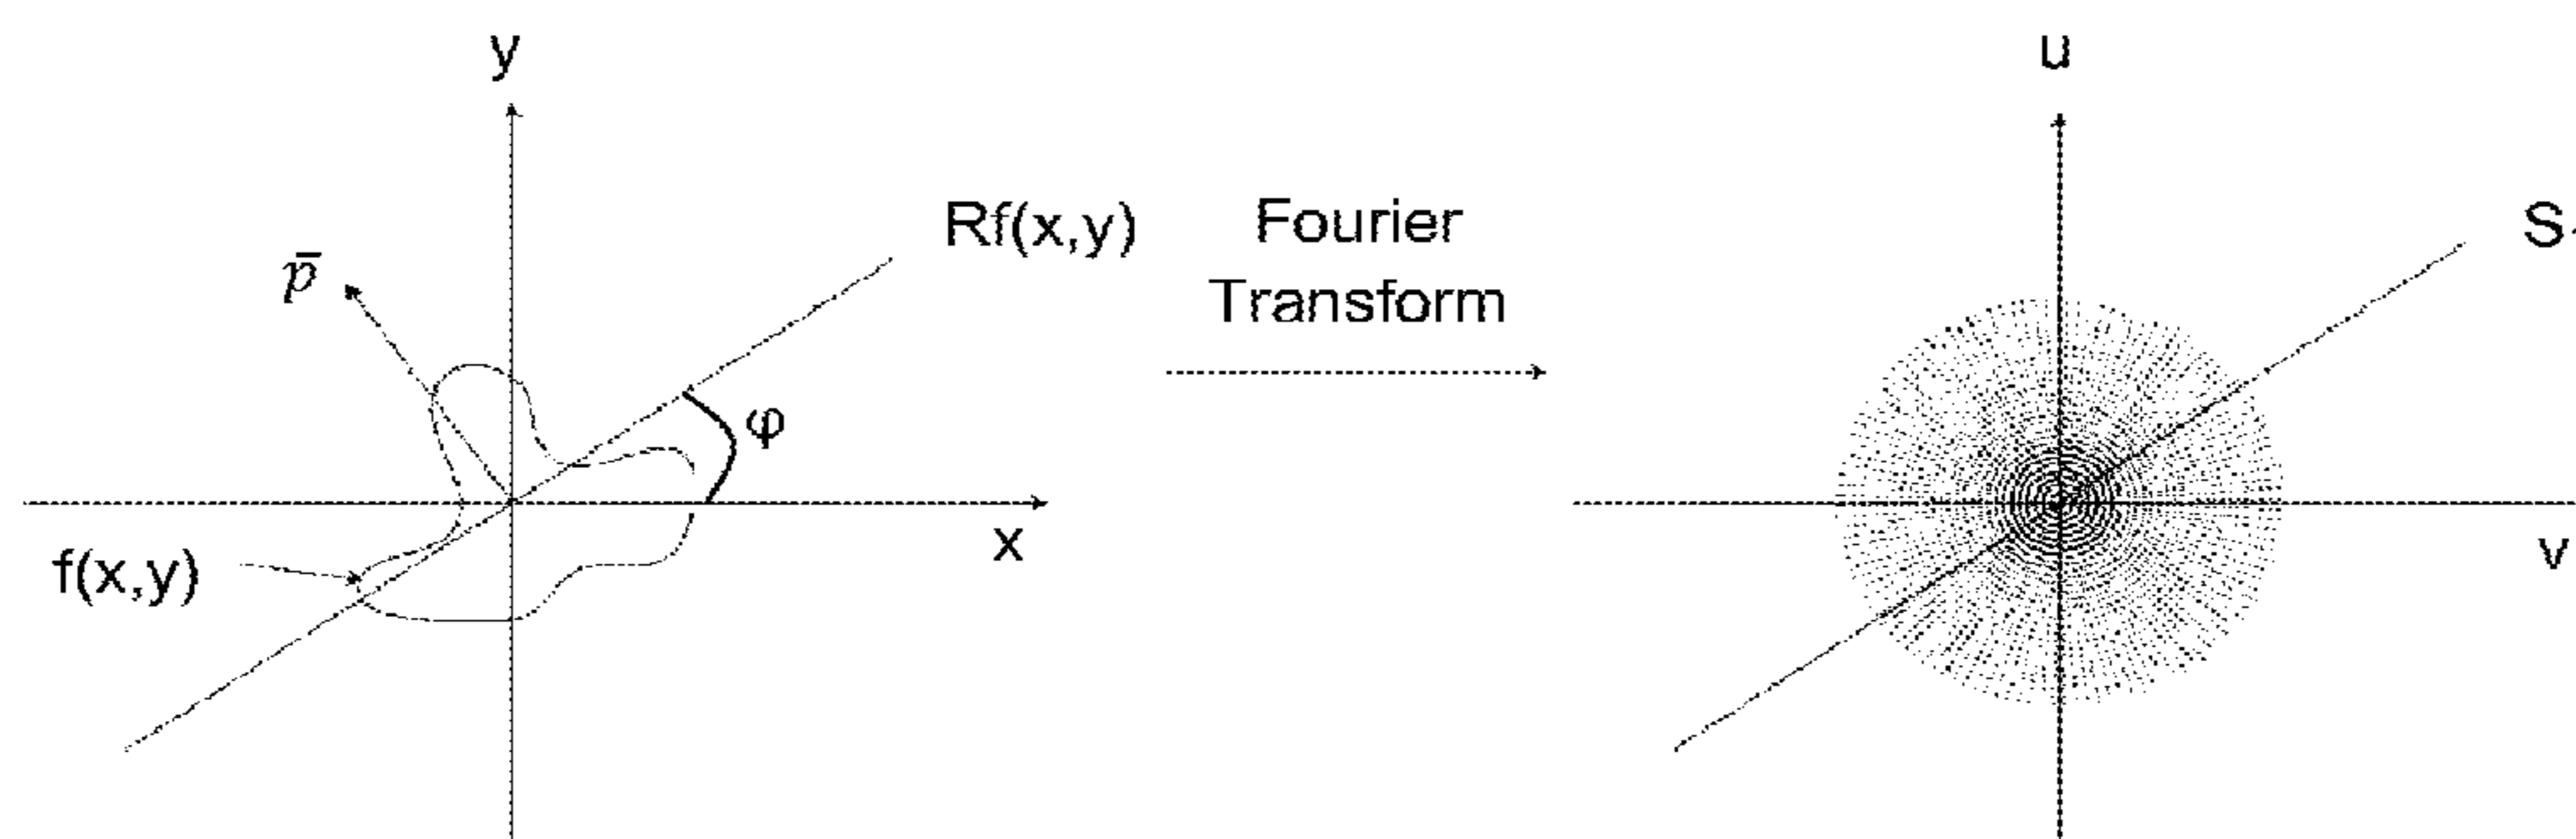 y
u
Rf(x,y)
Fourier
Transform
p̄
φ
x
f(x,y)
v